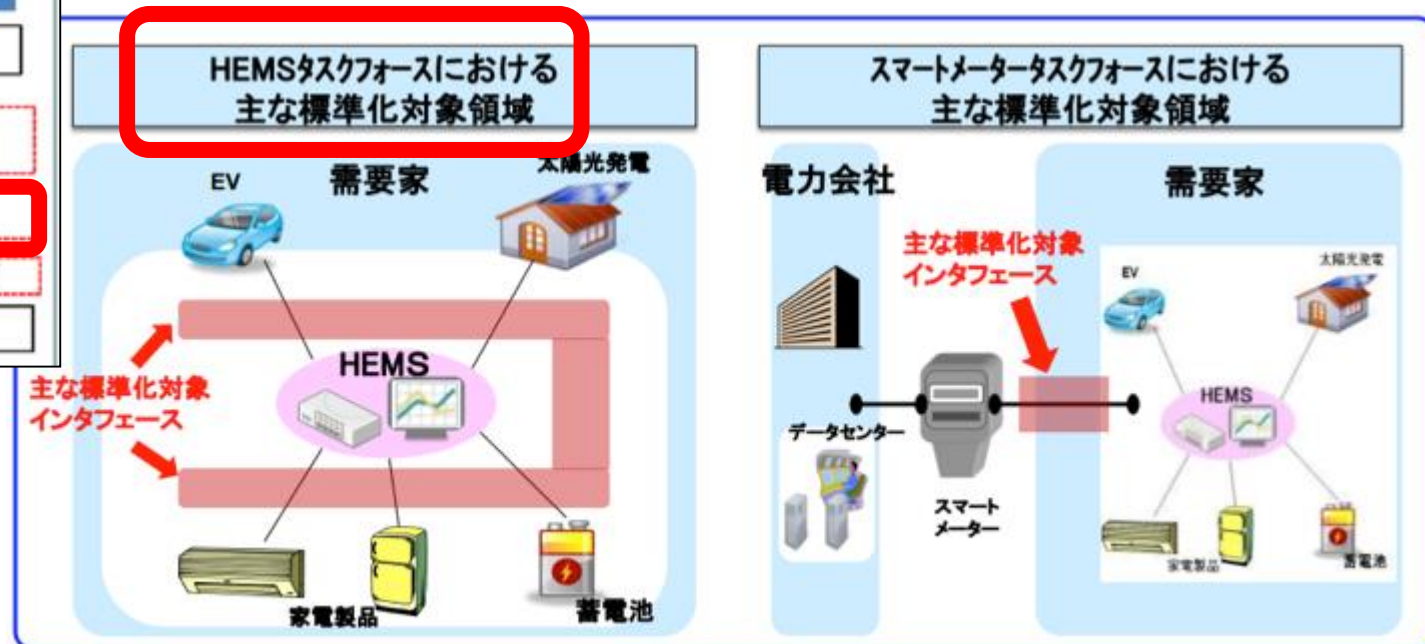 HEMSタスクフォースにおける
主な標準化対象領域
EV
需要家
太陽光発電
HEMS
主な標準化対象
インタフェース
家電製品
蓄電池
スマートメータータスクフォースにおける
主な標準化対象領域
電力会社
需要家
主な標準化対象
インタフェース
データセンター
スマート
メーター
EV
太陽光発電
HEMS
家電製品
蓄電池